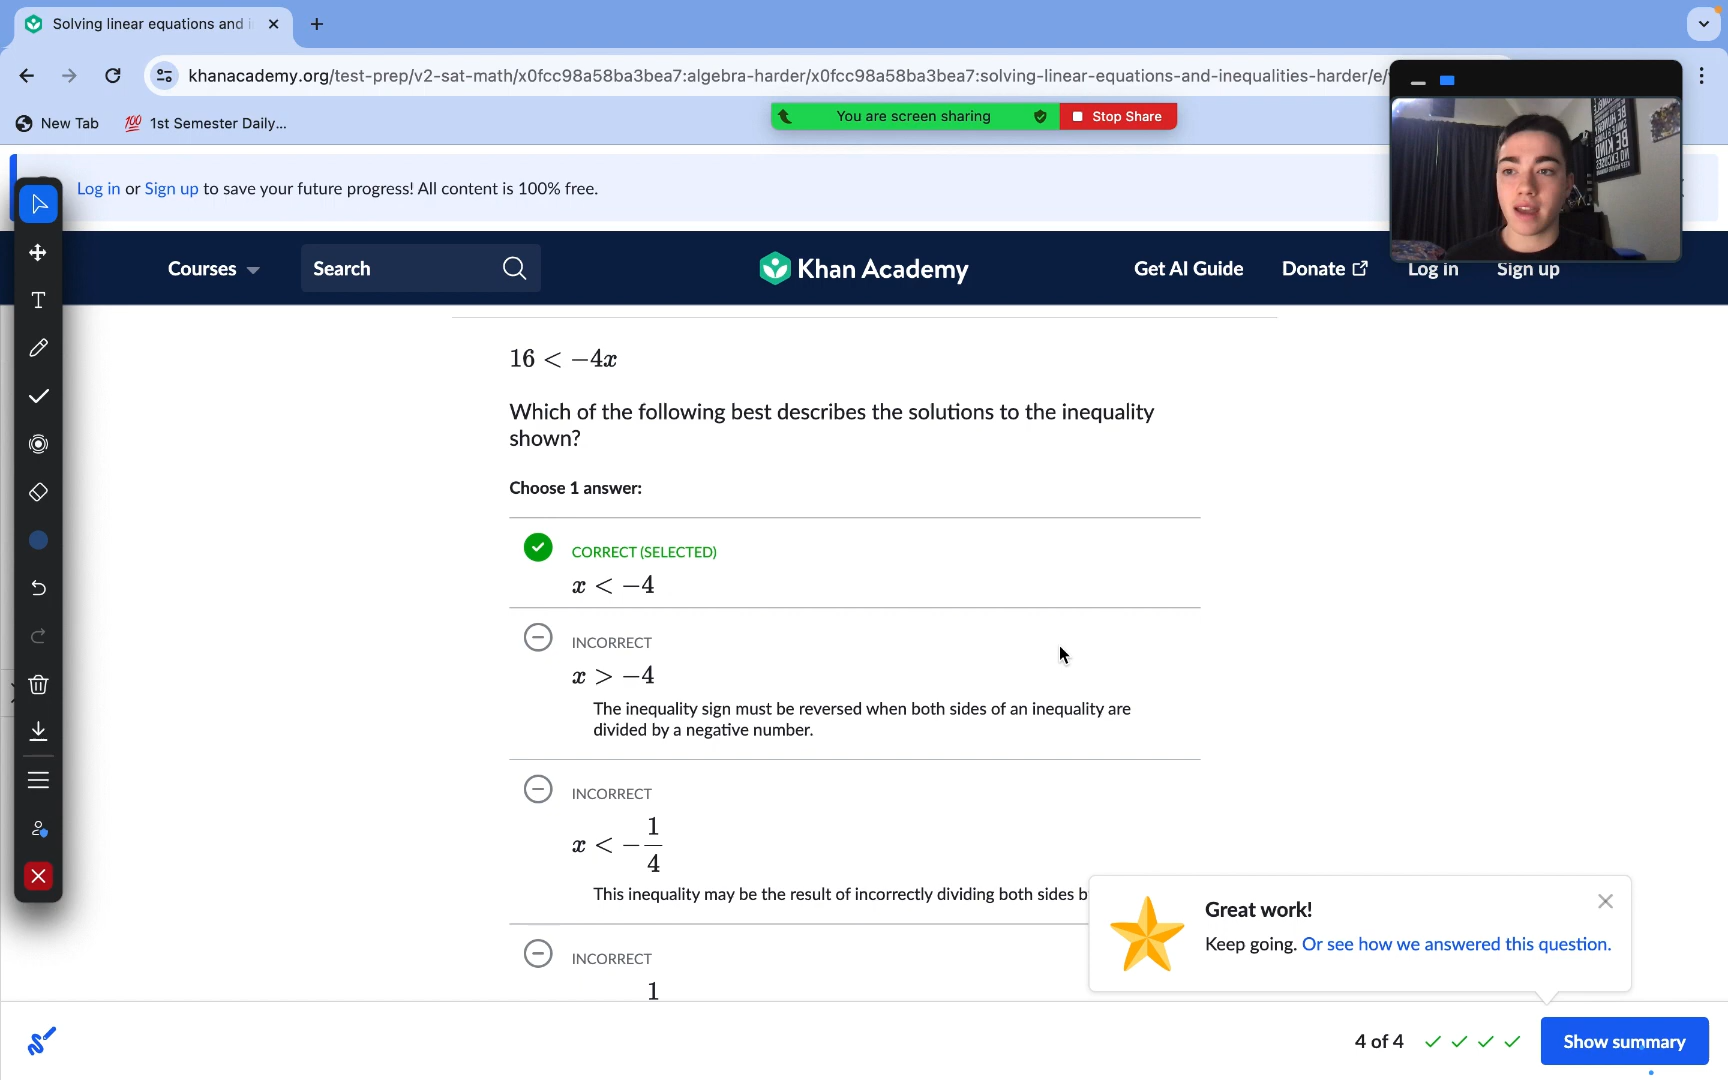 Solving linear equations and i
khanacademy.org/test-prep/v2-sat-math/x0fcc98a58ba3bea7:algebra-harder/x0fcc98a58ba3bea7:solving-linear-equations-and-inequalities-harder/e/
New Tab
💯 1st Semester Daily...
You are screen sharing
Stop Share
Log in or Sign up to save your future progress! All content is 100% free.
Courses
Search
Khan Academy
Get AI Guide
Donate
Log in
Sign up
16 < −4x
Which of the following best describes the solutions to the inequality
shown?
Choose 1 answer:
CORRECT (SELECTED)
x < −4
INCORRECT
x > −4
The inequality sign must be reversed when both sides of an inequality are
divided by a negative number.
INCORRECT
x < −1/4
This inequality may be the result of incorrectly dividing both sides b
INCORRECT
1
Great work!
Keep going. Or see how we answered this question.
4 of 4
Show summary
BE KIND
NO EXCUSES